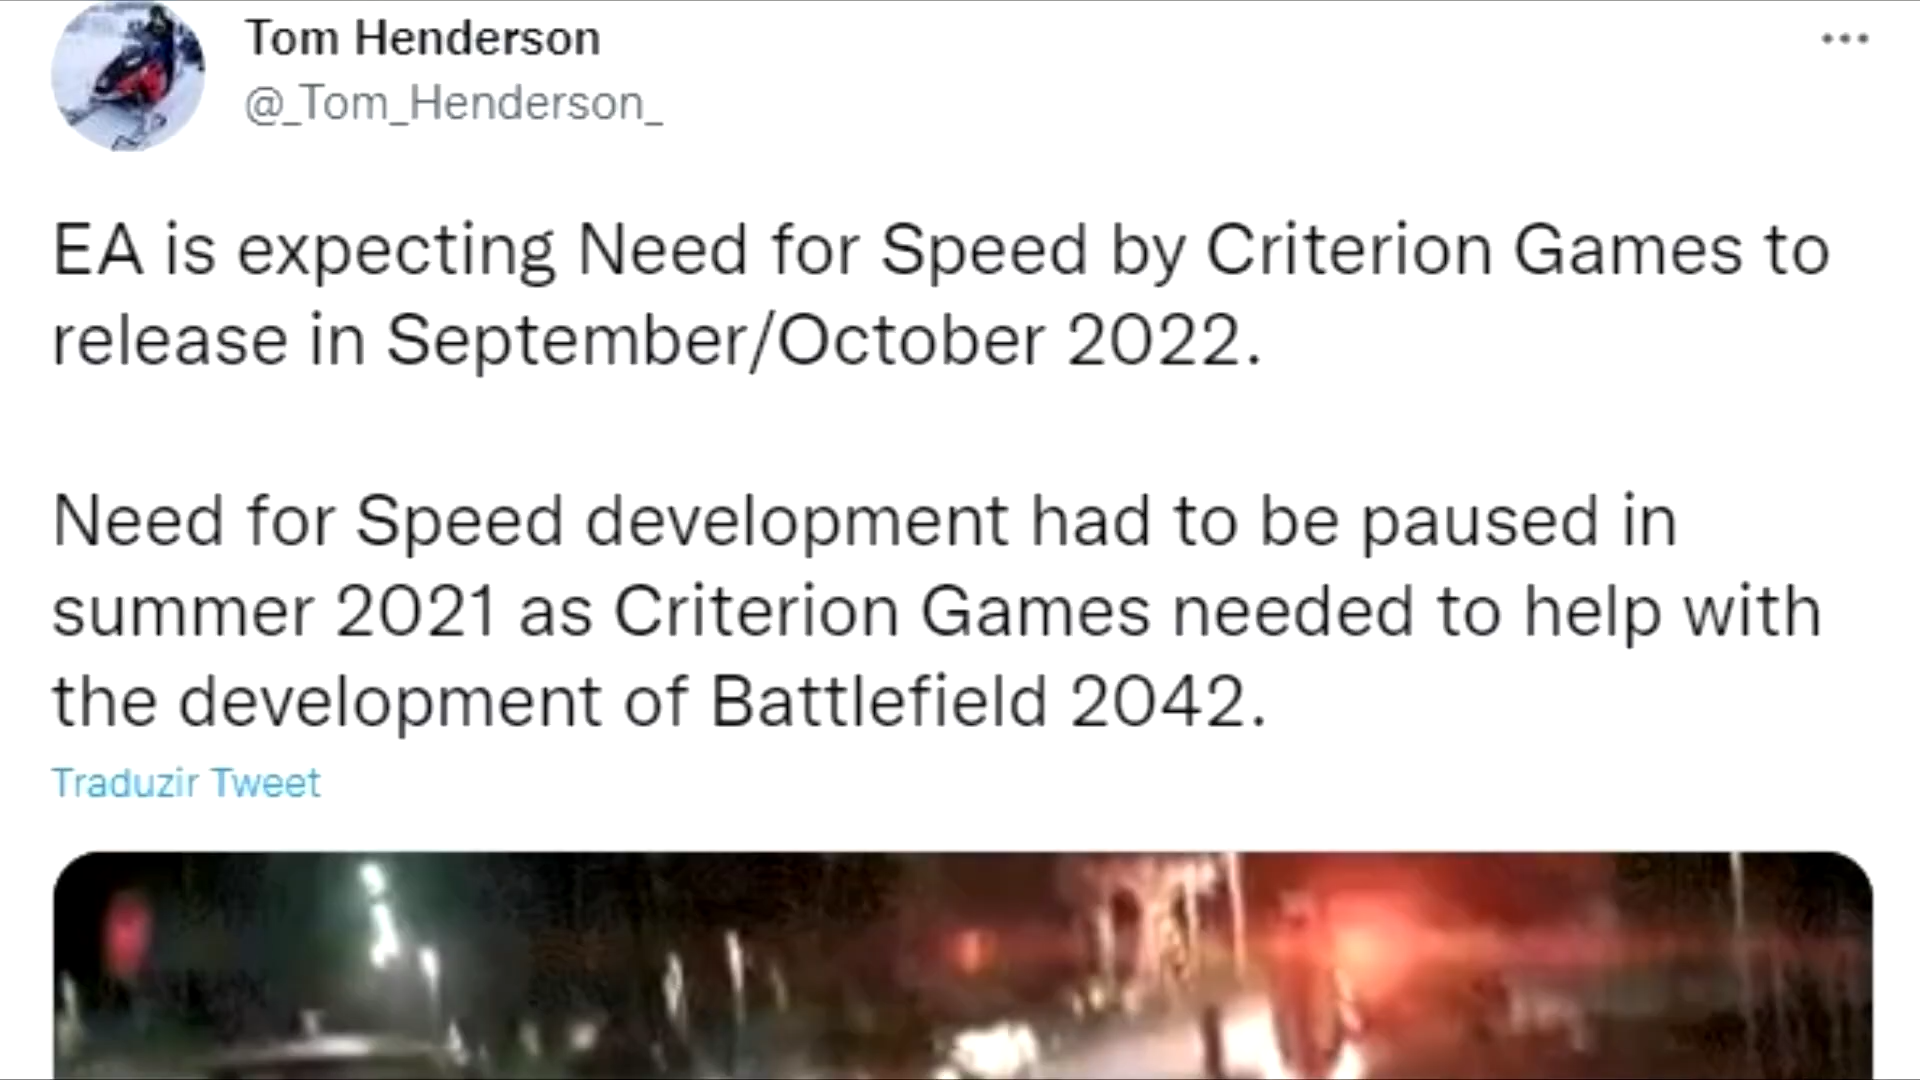 Tom Henderson
@_Tom_Henderson_
EA is expecting Need for Speed by Criterion Games to
release in September/October 2022.
Need for Speed development had to be paused in
summer 2021 as Criterion Games needed to help with
the development of Battlefield 2042.
Traduzir Tweet